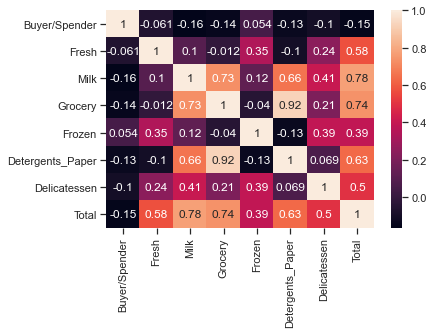 Buyer/Spender 1 -0.061 -0.16 -0.14 0.054 -0.13 -0.1 -0.15 1.0
Fresh -0.061 1 0.1 -0.012 0.35 -0.1 0.24 0.58
0.8
Milk -0.16 0.1 1 0.73 0.12 0.66 0.41 0.78
Grocery -0.14 -0.012 0.73 1 -0.04 0.92 0.21 0.74
0.6
Frozen 0.054 0.35 0.12 -0.04 1 -0.13 0.39 0.39
0.4
Detergents_Paper -0.13 -0.1 0.66 0.92 -0.13 1 0.069 0.63
0.2
Delicatessen -0.1 0.24 0.41 0.21 0.39 0.069 1 0.5
0.0
Total -0.15 0.58 0.78 0.74 0.39 0.63 0.5 1
Buyer/Spender
Fresh
Milk
Grocery
Frozen
Detergents_Paper
Delicatessen
Total